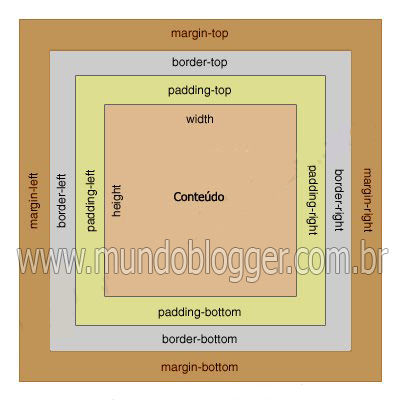 margin-top
border-top
padding-top
width
margin-left
border-left
padding-left
height
Conteúdo
padding-right
border-right
margin-right
www.mundoblogger.com.br
padding-bottom
border-bottom
margin-bottom